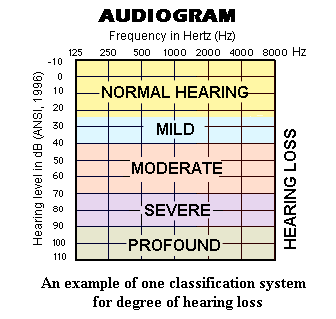 AUDIOGRAM
Frequency in Hertz (Hz)
125 250 500 1000 2000 4000 8000 Hz
-10
0
10
20
30
40
50
60
70
80
90
100
110
Hearing level in dB (ANSI, 1996)
NORMAL HEARING
MILD
MODERATE
SEVERE
PROFOUND
HEARING LOSS
An example of one classification system
for degree of hearing loss